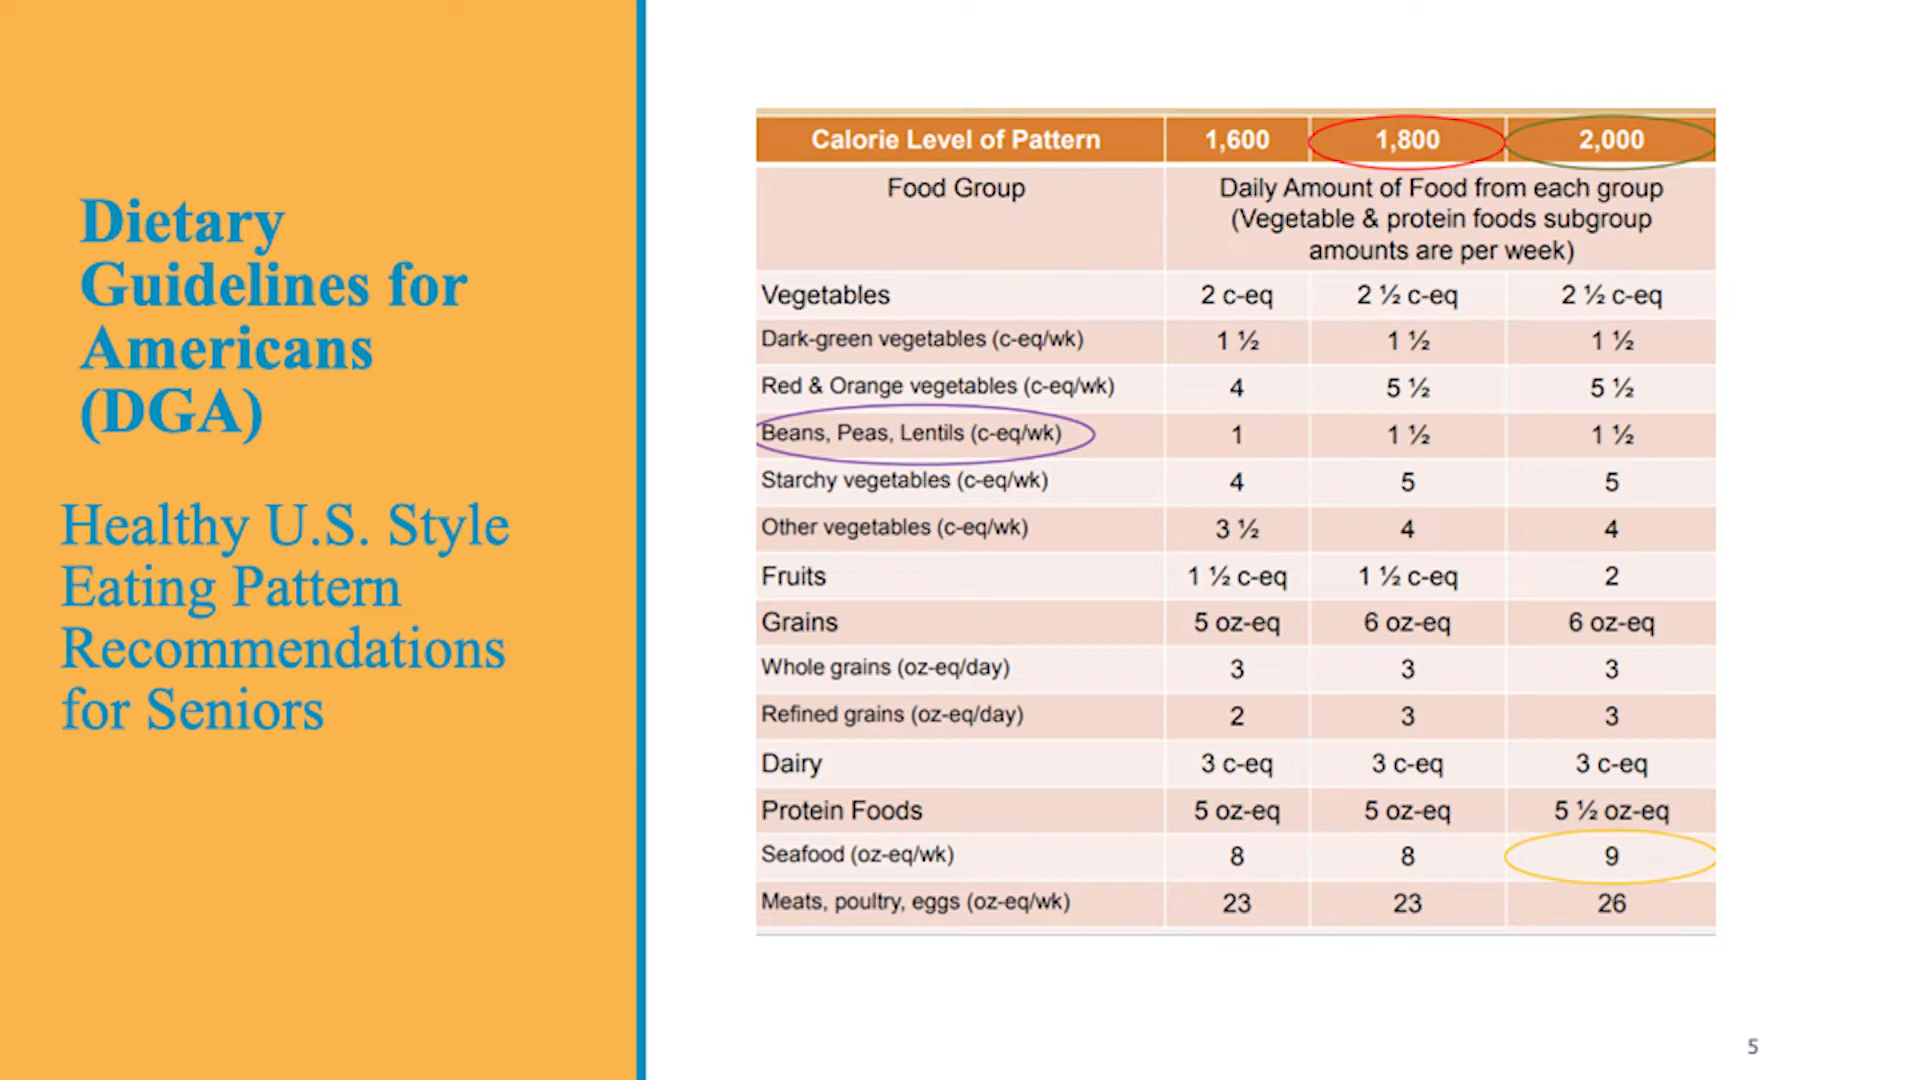 Dietary
Guidelines for
Americans
(DGA)
Healthy U.S. Style
Eating Pattern
Recommendations
for Seniors
Calorie Level of Pattern 1,600 1,800 2,000
Food Group Daily Amount of Food from each group
(Vegetable & protein foods subgroup
amounts are per week)
Vegetables 2 c-eq 2 ½ c-eq 2 ½ c-eq
Dark-green vegetables (c-eq/wk) 1 ½ 1 ½ 1 ½
Red & Orange vegetables (c-eq/wk) 4 5 ½ 5 ½
Beans, Peas, Lentils (c-eq/wk) 1 1 ½ 1 ½
Starchy vegetables (c-eq/wk) 4 5 5
Other vegetables (c-eq/wk) 3 ½ 4 4
Fruits 1 ½ c-eq 1 ½ c-eq 2
Grains 5 oz-eq 6 oz-eq 6 oz-eq
Whole grains (oz-eq/day) 3 3 3
Refined grains (oz-eq/day) 2 3 3
Dairy 3 c-eq 3 c-eq 3 c-eq
Protein Foods 5 oz-eq 5 oz-eq 5 ½ oz-eq
Seafood (oz-eq/wk) 8 8 9
Meats, poultry, eggs (oz-eq/wk) 23 23 26
5